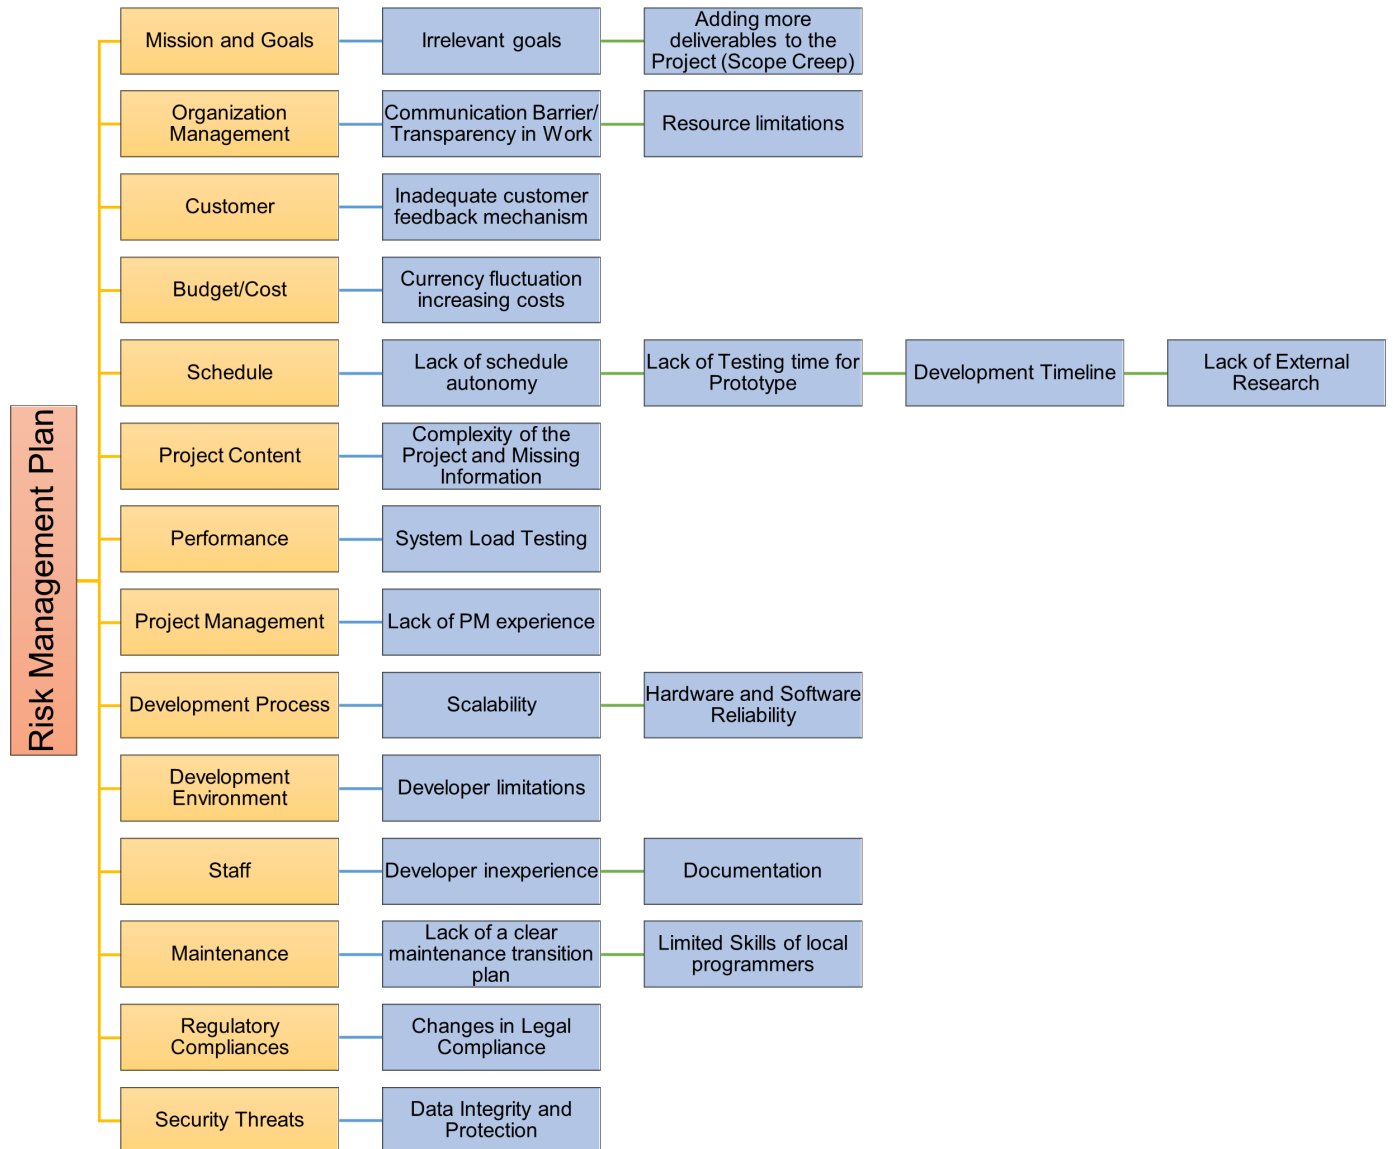 Risk Management Plan
Mission and Goals
Irrelevant goals
Adding more
deliverables to the
Project (Scope Creep)
Organization
Management
Communication Barrier/
Transparency in Work
Resource limitations
Customer
Inadequate customer
feedback mechanism
Budget/Cost
Currency fluctuation
increasing costs
Schedule
Lack of schedule
autonomy
Lack of Testing time for
Prototype
Development Timeline
Lack of External
Research
Project Content
Complexity of the
Project and Missing
Information
Performance
System Load Testing
Project Management
Lack of PM experience
Development Process
Scalability
Hardware and Software
Reliability
Development
Environment
Developer limitations
Staff
Developer inexperience
Documentation
Maintenance
Lack of a clear
maintenance transition
plan
Limited Skills of local
programmers
Regulatory
Compliances
Changes in Legal
Compliance
Security Threats
Data Integrity and
Protection